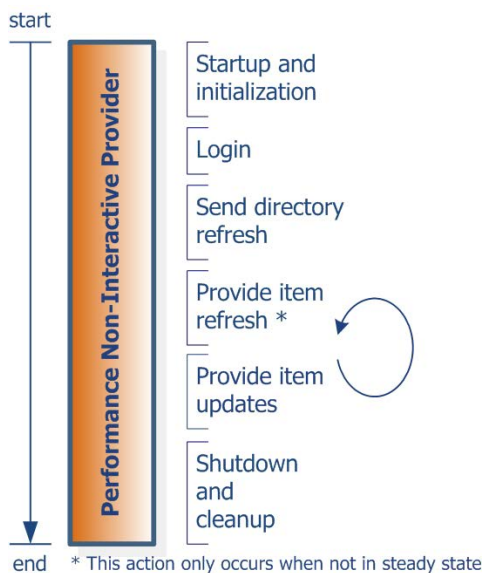 start
Performance Non-Interactive Provider
Startup and
initialization
Login
Send directory
refresh
Provide item
refresh *
Provide item
updates
Shutdown
and
cleanup
end
* This action only occurs when not in steady state